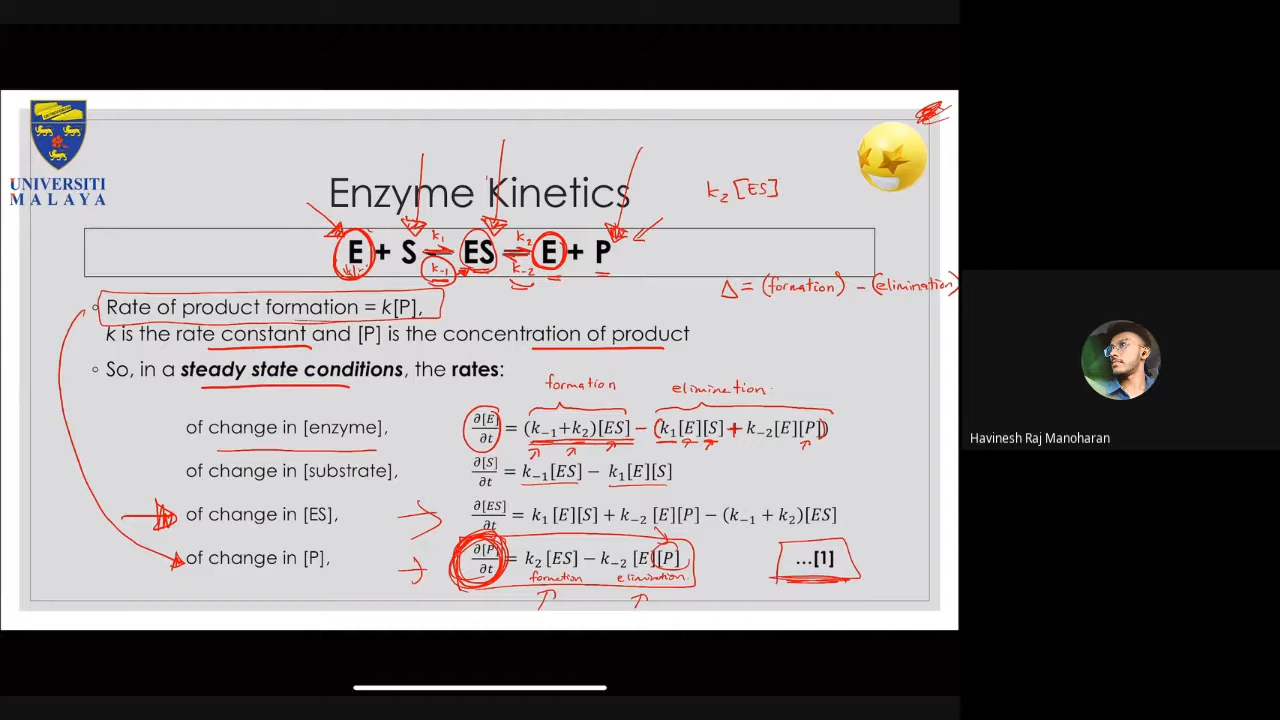 UNIVERSITI
MALAYA
Enzyme Kinetics
k₂ [ES]
E + S ⇌ ES ⇌ E + P
k₁ k₂
k₋₁ k₋₂
Δ = (formation) − (elimination)
Rate of product formation = k[P],
k is the rate constant and [P] is the concentration of product
So, in a steady state conditions, the rates:
formation elimination
of change in [enzyme], ∂[E]/∂t = (k₋₁+k₂)[ES] − (k₁[E][S] + k₋₂[E][P])
of change in [substrate], ∂[S]/∂t = k₋₁[ES] − k₁[E][S]
of change in [ES], ∂[ES]/∂t = k₁ [E][S] + k₋₂ [E][P] − (k₋₁ + k₂)[ES]
of change in [P], ∂[P]/∂t = k₂ [ES] − k₋₂ [E][P] ...[1]
formation elimination
Havinesh Raj Manoharan